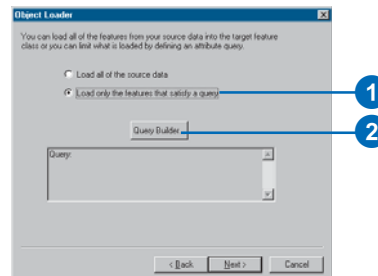 Object Loader
You can load all of the features from your source data into the target feature
class or you can limit what is loaded by defining an attribute query.
Load all of the source data
Load only the features that satisfy a query
1
Query Builder...
2
Query:
< Back
Next >
Cancel